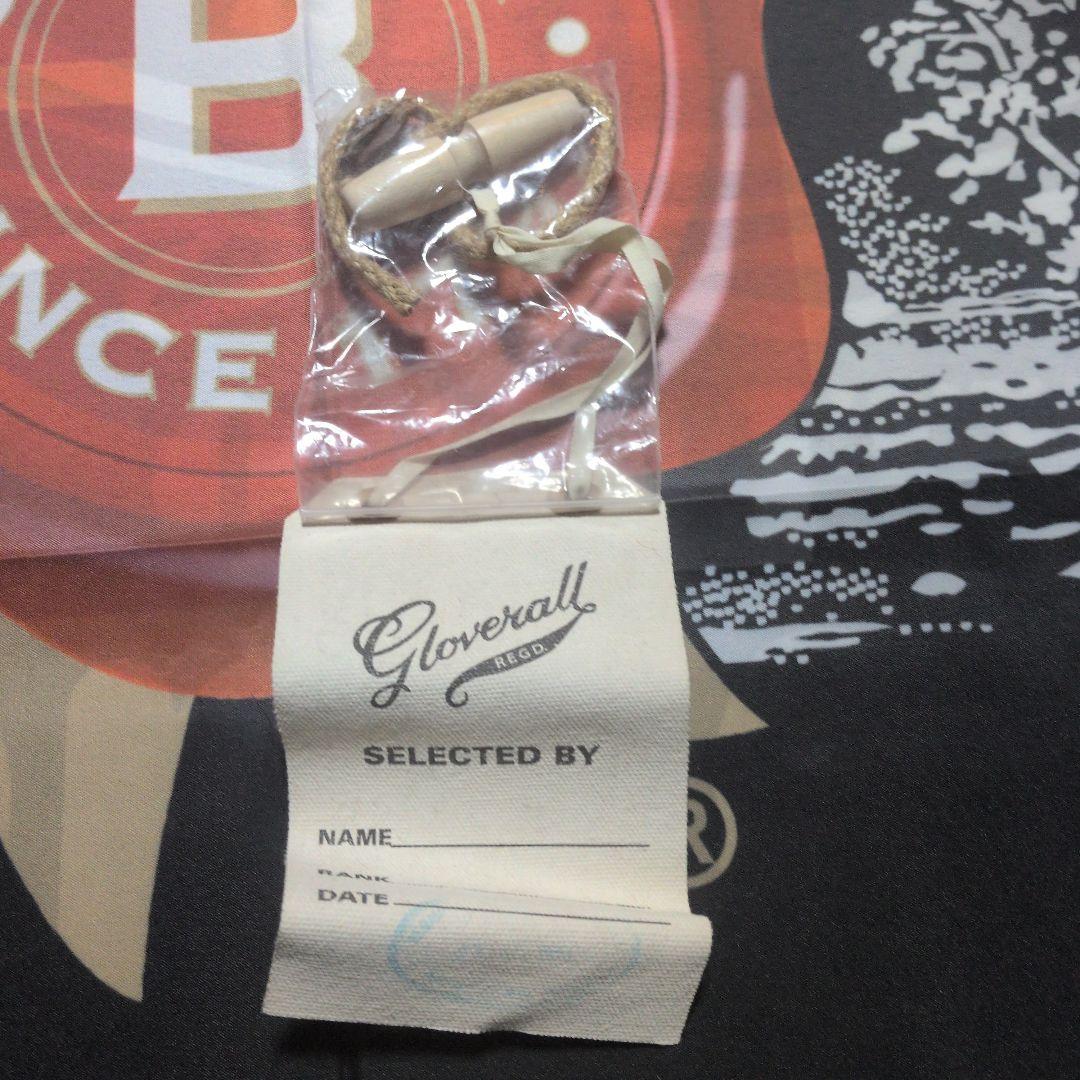 B
NCE
Gloverall
REGD.
SELECTED BY
NAME
RANK
DATE
R